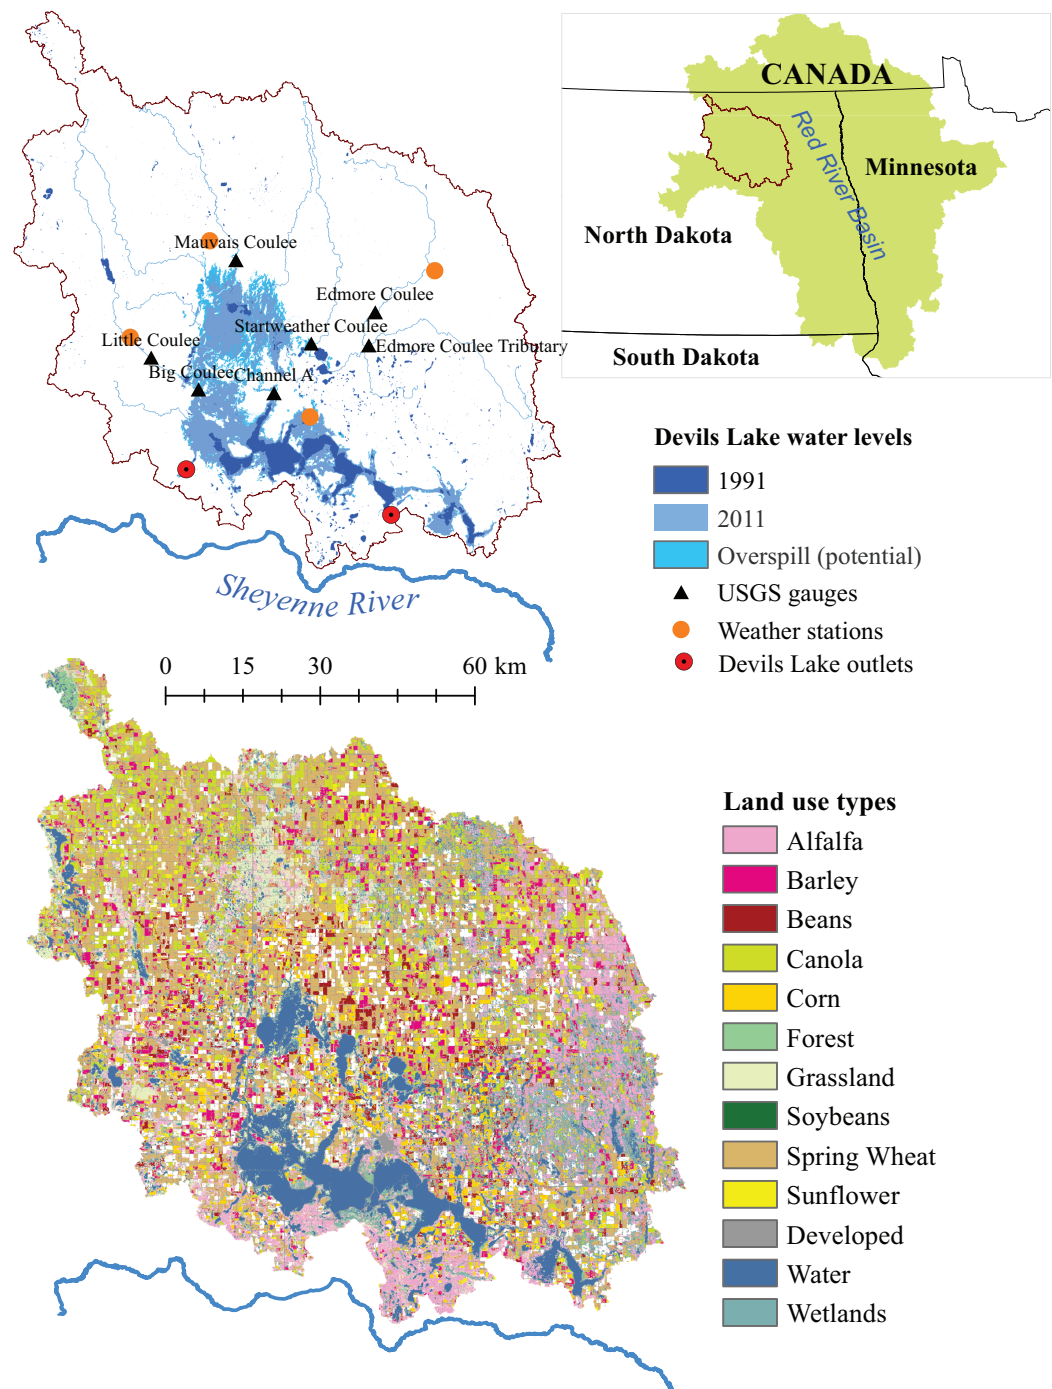 CANADA
Red River Basin
Minnesota
North Dakota
South Dakota
Mauvais Coulee
Edmore Coulee
Startweather Coulee
Little Coulee
Edmore Coulee Tributary
Big Coulee
Channel A
Sheyenne River
Devils Lake water levels
1991
2011
Overspill (potential)
USGS gauges
Weather stations
Devils Lake outlets
0 15 30 60 km
Land use types
Alfalfa
Barley
Beans
Canola
Corn
Forest
Grassland
Soybeans
Spring Wheat
Sunflower
Developed
Water
Wetlands